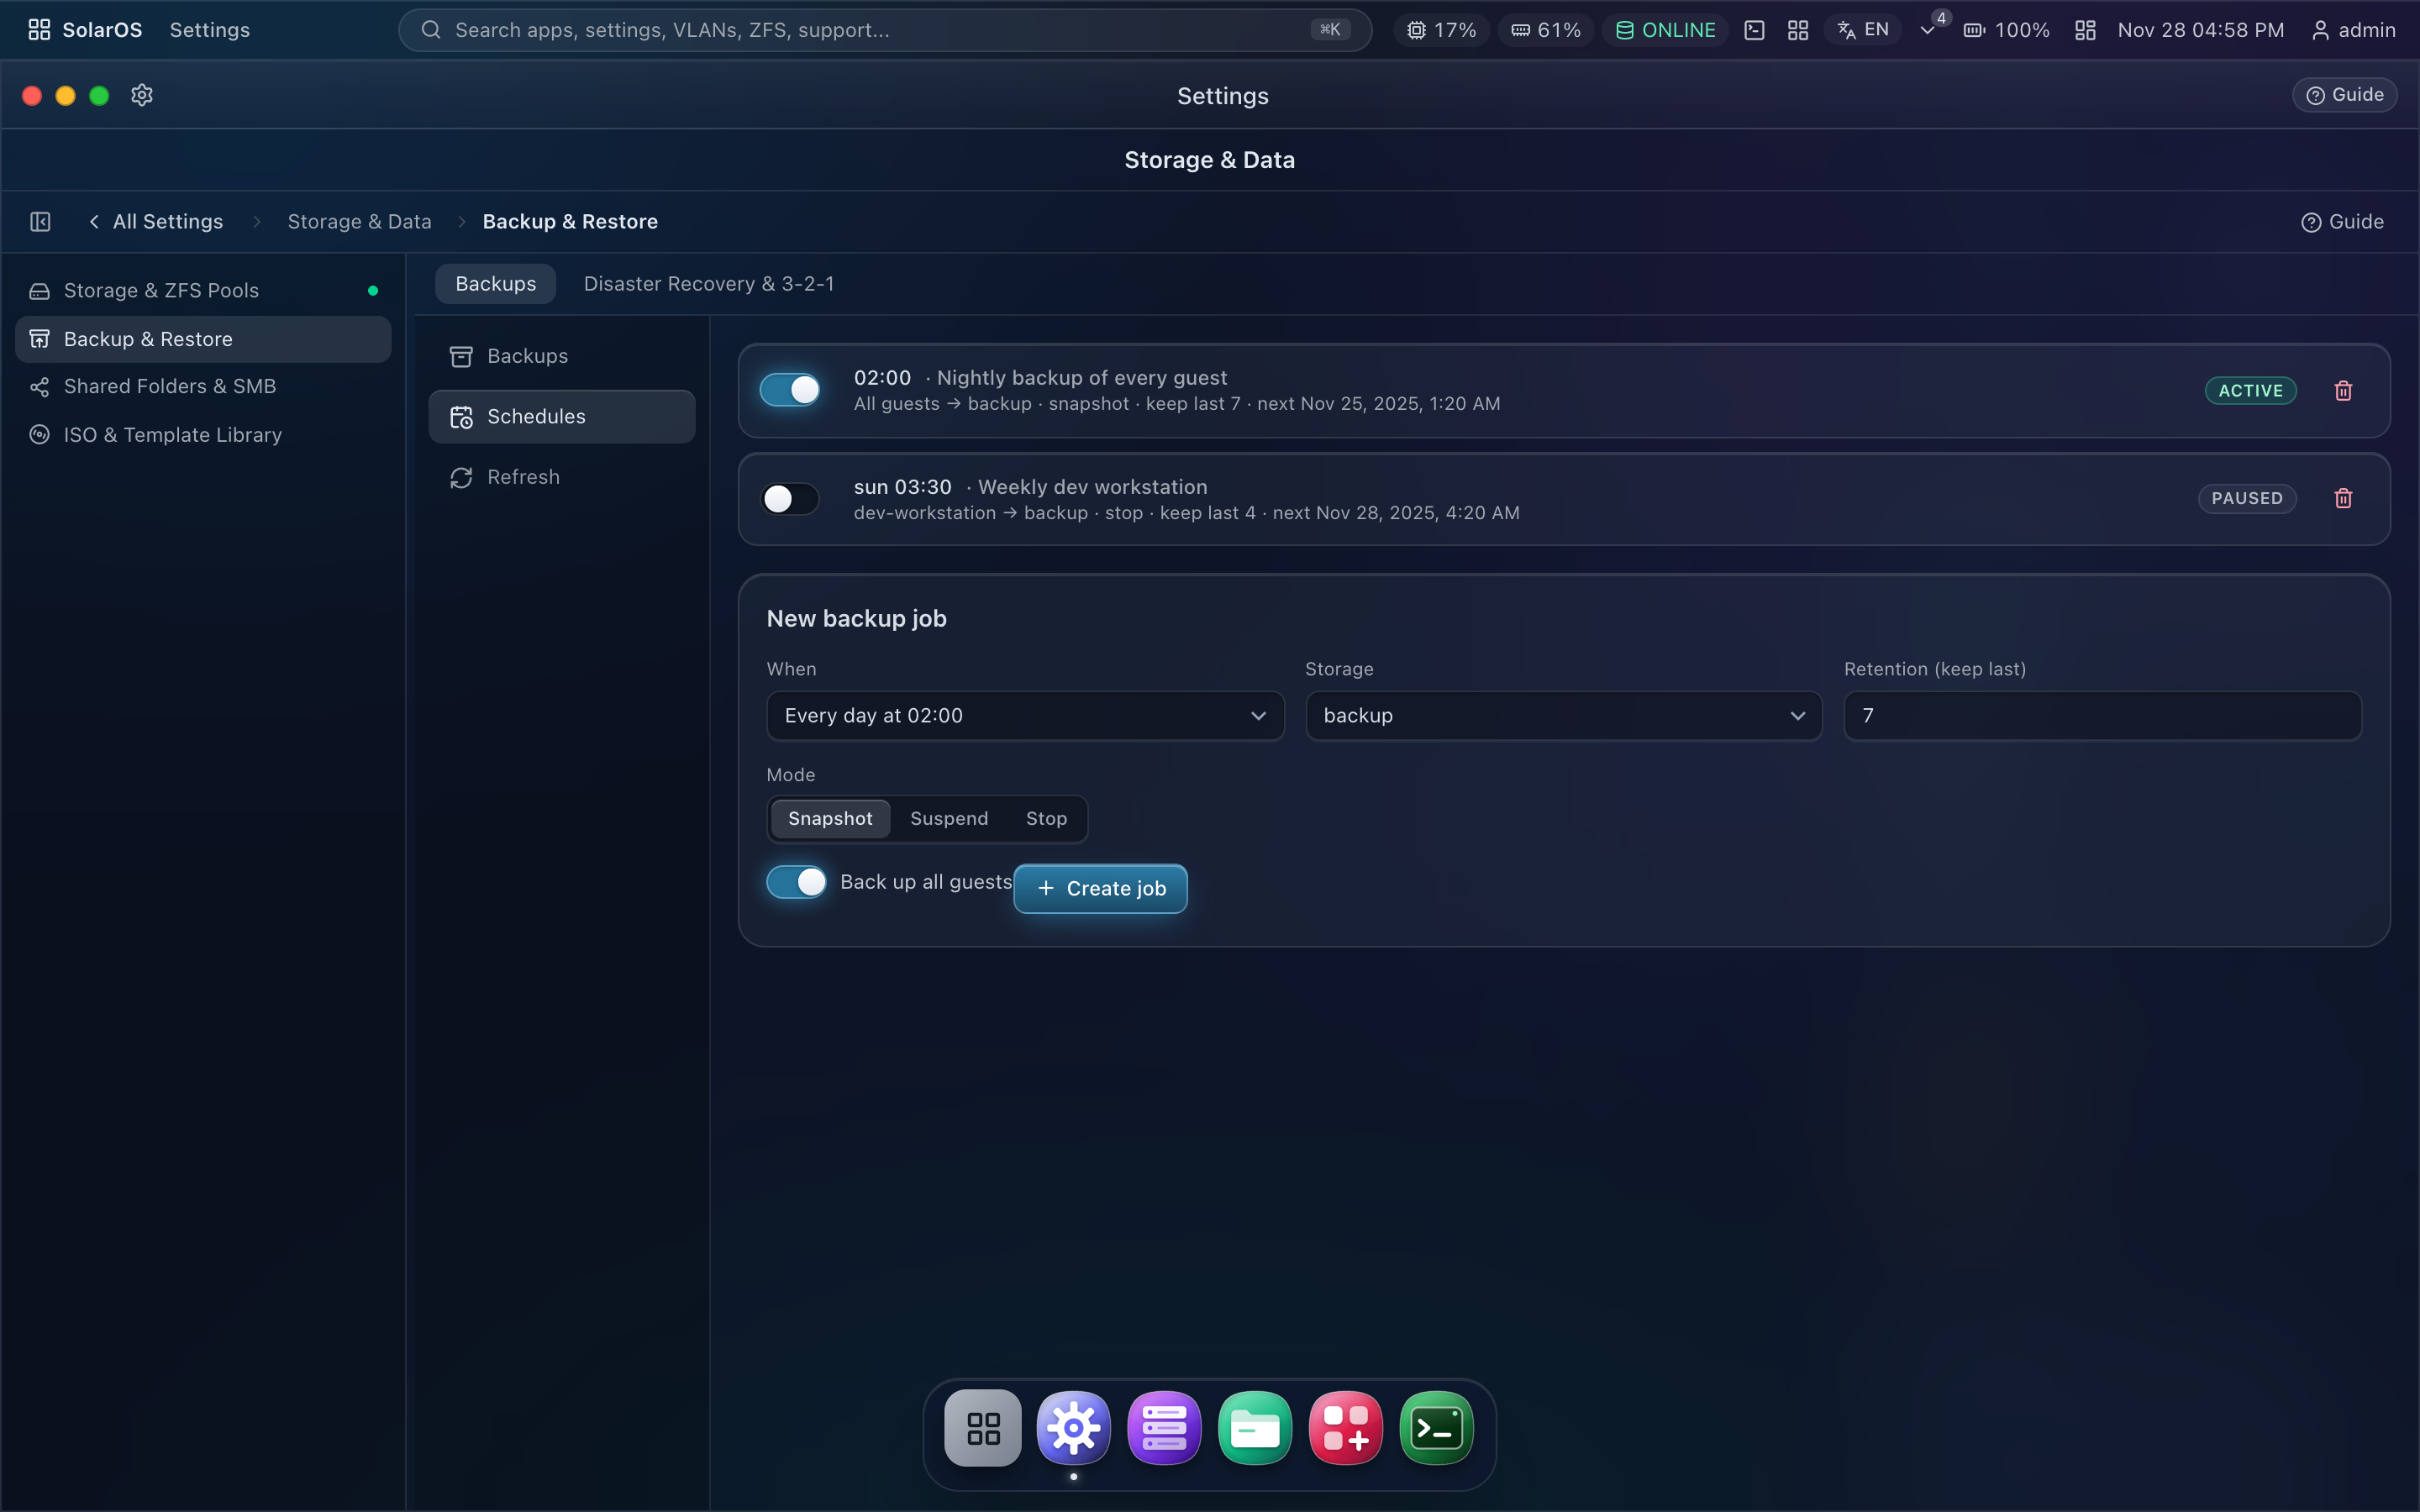 SolarOS Settings Search apps, settings, VLANs, ZFS, support... ⌘K 17% 61% ONLINE EN 4 100% Nov 28 04:58 PM admin
Settings Guide
Storage & Data
All Settings Storage & Data Backup & Restore Guide
Storage & ZFS Pools
Backup & Restore
Shared Folders & SMB
ISO & Template Library
Backups Disaster Recovery & 3-2-1
Backups
Schedules
Refresh
02:00 · Nightly backup of every guest
All guests → backup · snapshot · keep last 7 · next Nov 25, 2025, 1:20 AM
ACTIVE
sun 03:30 · Weekly dev workstation
dev-workstation → backup · stop · keep last 4 · next Nov 28, 2025, 4:20 AM
PAUSED
New backup job
When Storage Retention (keep last)
Every day at 02:00 backup 7
Mode
Snapshot Suspend Stop
Back up all guests Create job